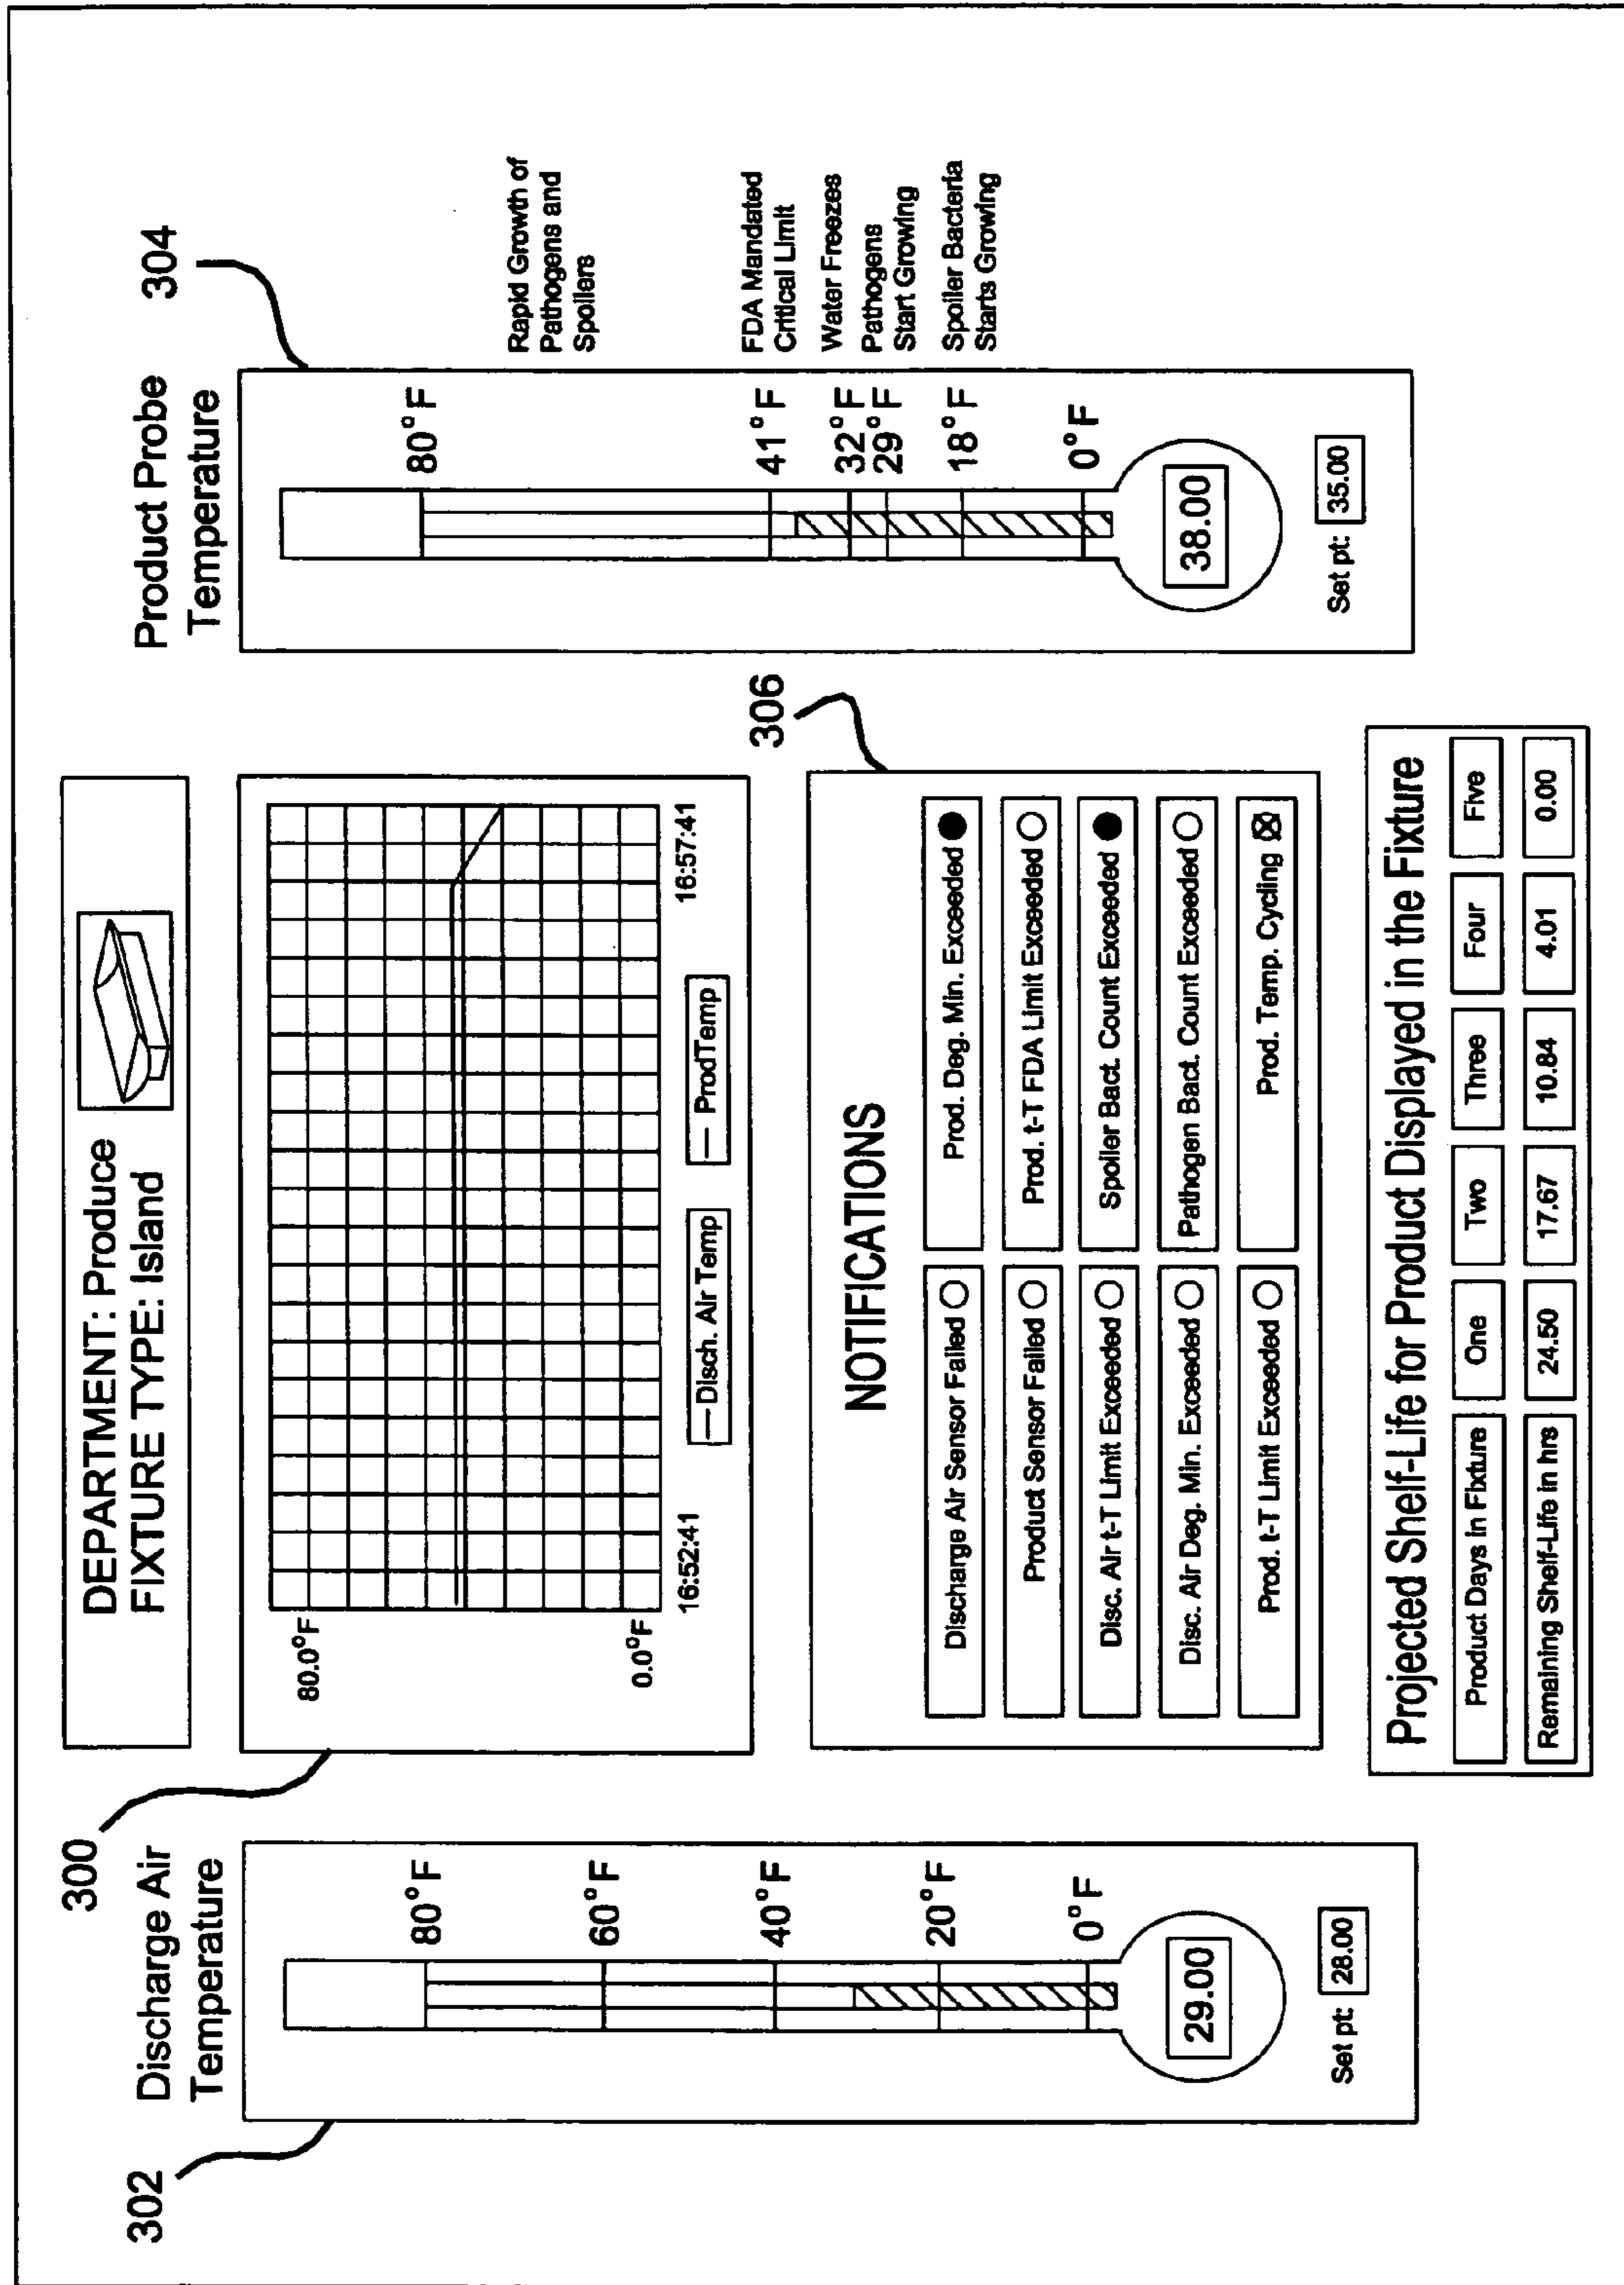 300
302
304
306
DEPARTMENT: Produce
FIXTURE TYPE: Island
Discharge Air
Temperature
80°F
60°F
40°F
20°F
0°F
29.00
Set pt: 28.00
80.0°F
0.0°F
16:52:41
16:57:41
Disch. Air Temp
ProdTemp
NOTIFICATIONS
Discharge Air Sensor Failed
Prod. Deg. Min. Exceeded
Product Sensor Failed
Prod. t-T FDA Limit Exceeded
Disc. Air t-T Limit Exceeded
Spoiler Bact. Count Exceeded
Disc. Air Deg. Min. Exceeded
Pathogen Bact. Count Exceeded
Prod. t-T Limit Exceeded
Prod. Temp. Cycling
Projected Shelf-Life for Product Displayed in the Fixture
Product Days in Fixture One Two Three Four Five
Remaining Shelf-Life in hrs 24.50 17.67 10.84 4.01 0.00
Product Probe
Temperature
80°F
41°F
32°F
29°F
18°F
0°F
38.00
Set pt: 35.00
Rapid Growth of
Pathogens and
Spoilers
FDA Mandated
Critical Limit
Water Freezes
Pathogens
Start Growing
Spoiler Bacteria
Starts Growing